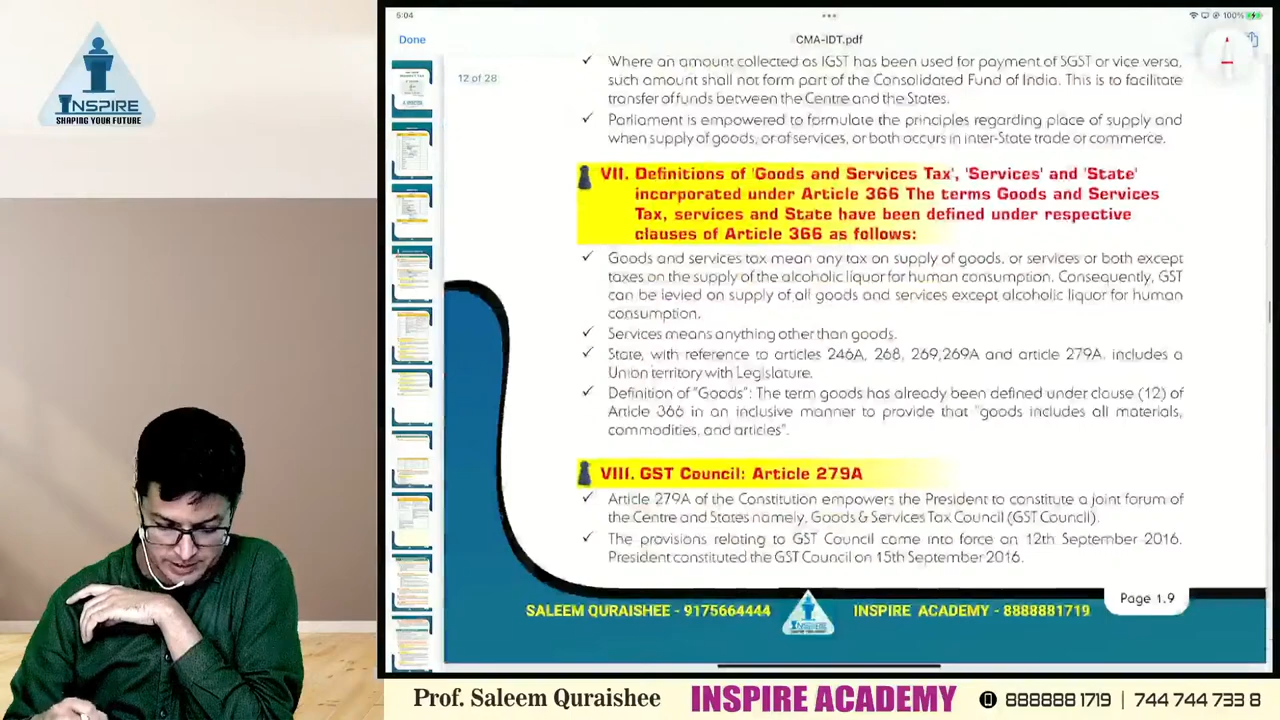 5:04
100%
Done
CMA-IDT.pdf
12 of 28
INSPIRE
SHAPING YOUR FUTURE
✓ Where an amount collected as IGST has been used for payment of SGST or vice versa,
such amount shall not form part of the Consolidated Fund of India. This is to facilitate
transfer of funds between the Centre and the States.
✓ Parliament empowered to formulate the principles regarding place of supply and
when supply of goods, or of services, or both occurs in inter-State trade or commerce.
VII. Definitions of 'Goods and Services Tax', 'Services' and 'State'
incorporated under Article 366 The terms Goods and Services
Tax, Services and State have been defined under respective
clauses of Article 366 as follows:
✓ Goods & services tax mean any tax on supply of goods, or services or both except
taxes on the supply of the alcoholic liquor for human consumption. Consequently, GST
can be levied on supply of all goods and services except alcoholic liquor for human
consumption.
✓ Services means anything other than goods.
✓ State, with reference to articles 246A, 268, 269, 269A and article 279A, includes a
Union territory with Legislature.
✓ Definition of "Goods": The term goods has already been defined under clause (12) of
Article 366 in an inclusive manner to provide that "goods includes all materials,
commodities, and articles".
VIII. GST Council: Article 27
✓ Article of the Constitution empowers the President to constitute a joint forum of
the Centre and States namely, Goods & Services Tax Council (GST Council).
✓ The provisions relating to GST Council came into force on 12th September 2016.
President constituted the GST Council on 15th September 2016
Page 1.9
SALEEM QURAISHEE
INSPIRE ACADEMY - 8888881719
Prof. Saleem Quraishee
INSPIRE ACADEMY
888888 1719 | 744 744 733 8